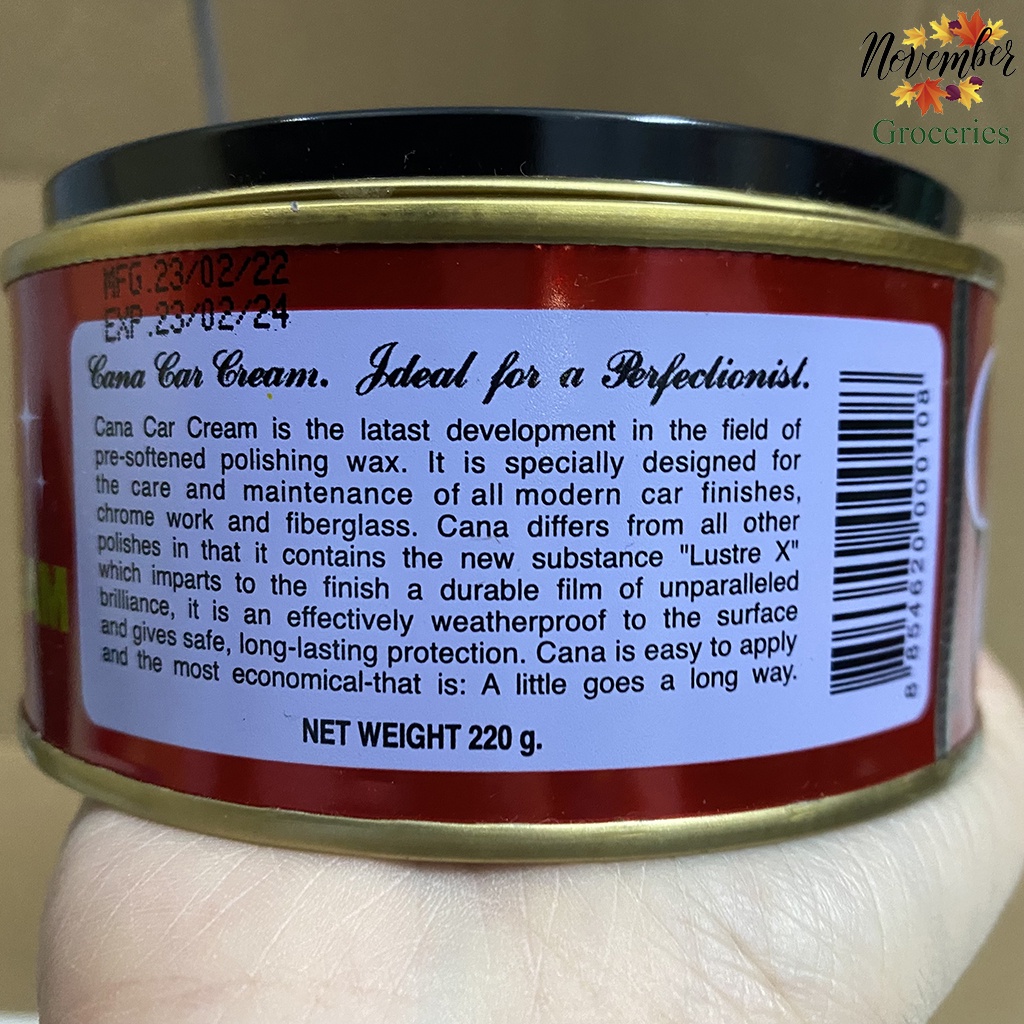 November
Groceries
MFG.23/02/22
EXP.23/02/24
Cana Car Cream. Ideal for a Perfectionist.
Cana Car Cream is the latast development in the field of
pre-softened polishing wax. It is specially designed for
the care and maintenance of all modern car finishes,
chrome work and fiberglass. Cana differs from all other
polishes in that it contains the new substance "Lustre X"
which imparts to the finish a durable film of unparalleled
brilliance, it is an effectively weatherproof to the surface
and gives safe, long-lasting protection. Cana is easy to apply
and the most economical-that is: A little goes a long way.
NET WEIGHT 220 g.
8854620000108